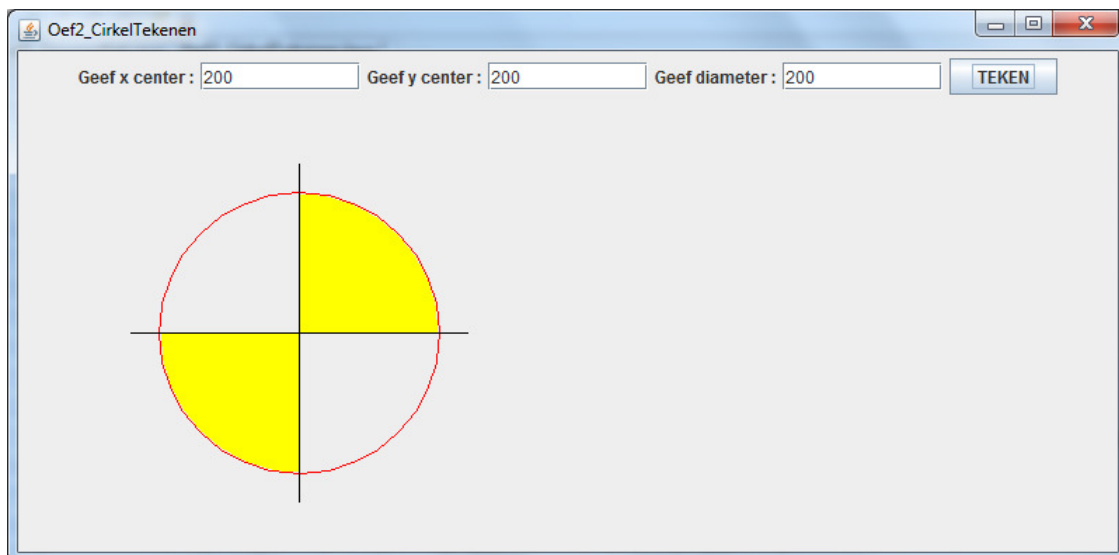 Oef2_CirkelTekenen
Geef x center : 200 Geef y center : 200 Geef diameter : 200 TEKEN